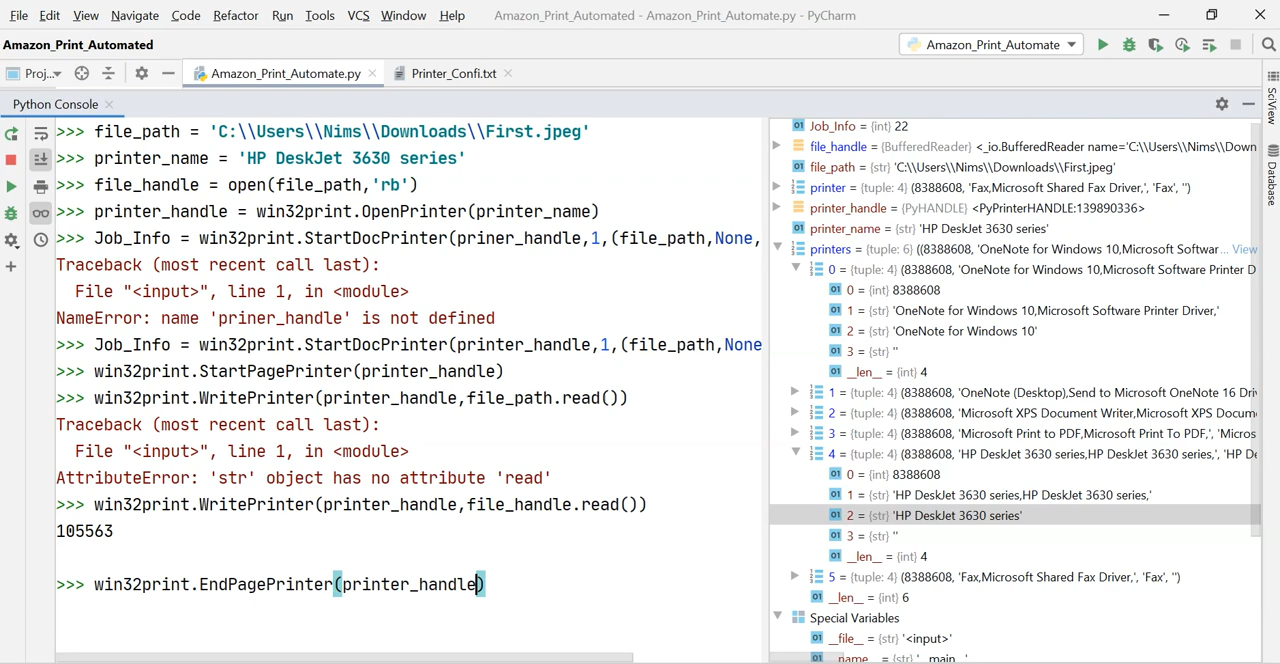 File Edit View Navigate Code Refactor Run Tools VCS Window Help Amazon_Print_Automated - Amazon_Print_Automate.py - PyCharm
Amazon_Print_Automated
Amazon_Print_Automate
Proj... Amazon_Print_Automate.py Printer_Confi.txt
Python Console
>>> file_path = 'C:\\Users\\Nims\\Downloads\\First.jpeg'
>>> printer_name = 'HP DeskJet 3630 series'
>>> file_handle = open(file_path,'rb')
>>> printer_handle = win32print.OpenPrinter(printer_name)
>>> Job_Info = win32print.StartDocPrinter(priner_handle,1,(file_path,None,
Traceback (most recent call last):
File "<input>", line 1, in <module>
NameError: name 'priner_handle' is not defined
>>> Job_Info = win32print.StartDocPrinter(printer_handle,1,(file_path,None
>>> win32print.StartPagePrinter(printer_handle)
>>> win32print.WritePrinter(printer_handle,file_path.read())
Traceback (most recent call last):
File "<input>", line 1, in <module>
AttributeError: 'str' object has no attribute 'read'
>>> win32print.WritePrinter(printer_handle,file_handle.read())
105563
>>> win32print.EndPagePrinter(printer_handle)
Job_Info = {int} 22
file_handle = {BufferedReader} <_io.BufferedReader name='C:\\Users\\Nims\\Down
file_path = {str} 'C:\\Users\\Nims\\Downloads\\First.jpeg'
printer = {tuple: 4} (8388608, 'Fax,Microsoft Shared Fax Driver,', 'Fax', '')
printer_handle = {PyHANDLE} <PyPrinterHANDLE:139890336>
printer_name = {str} 'HP DeskJet 3630 series'
printers = {tuple: 6} ((8388608, 'OneNote for Windows 10,Microsoft Softwar... View
0 = {tuple: 4} (8388608, 'OneNote for Windows 10,Microsoft Software Printer D
0 = {int} 8388608
1 = {str} 'OneNote for Windows 10,Microsoft Software Printer Driver,'
2 = {str} 'OneNote for Windows 10'
3 = {str} ''
__len__ = {int} 4
1 = {tuple: 4} (8388608, 'OneNote (Desktop),Send to Microsoft OneNote 16 Driv
2 = {tuple: 4} (8388608, 'Microsoft XPS Document Writer,Microsoft XPS Docum
3 = {tuple: 4} (8388608, 'Microsoft Print to PDF,Microsoft Print To PDF,', 'Micros
4 = {tuple: 4} (8388608, 'HP DeskJet 3630 series,HP DeskJet 3630 series,', 'HP De
0 = {int} 8388608
1 = {str} 'HP DeskJet 3630 series,HP DeskJet 3630 series,'
2 = {str} 'HP DeskJet 3630 series'
3 = {str} ''
__len__ = {int} 4
5 = {tuple: 4} (8388608, 'Fax,Microsoft Shared Fax Driver,', 'Fax', '')
__len__ = {int} 6
Special Variables
__file__ = {str} '<input>'
__name__ = {str} '__main__'
SciView
Database